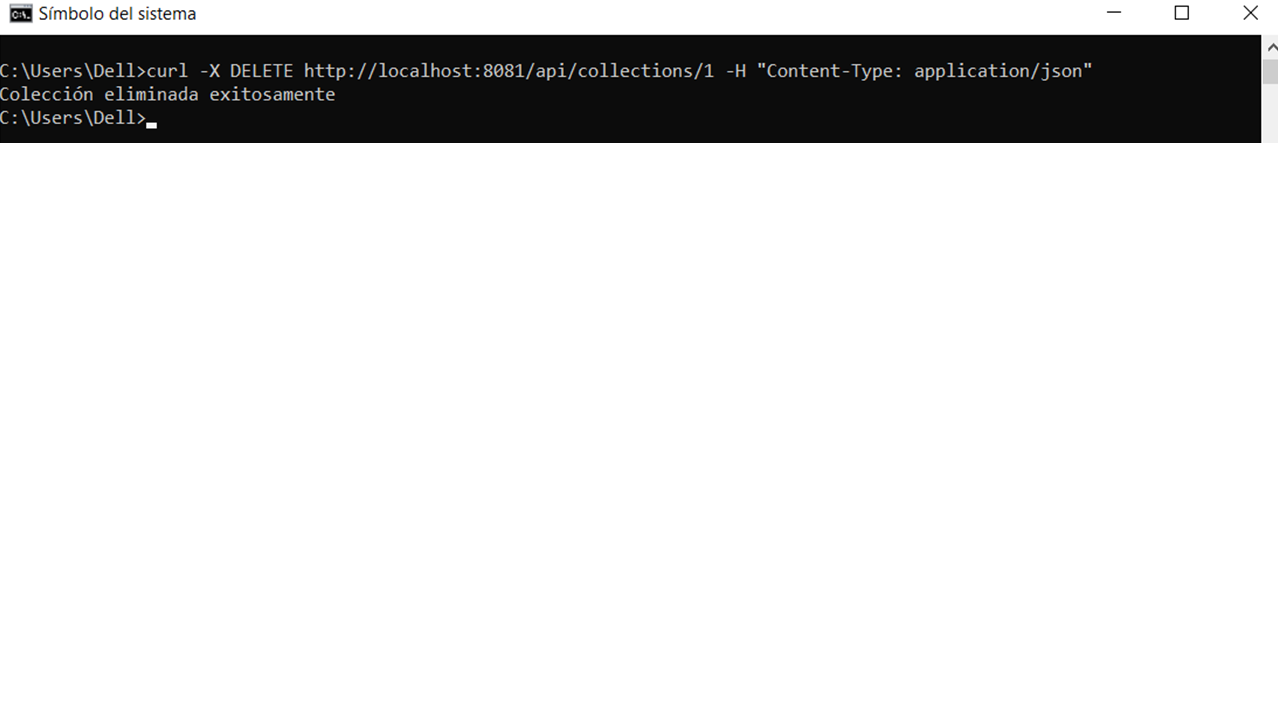 Símbolo del sistema
C:\Users\Dell>curl -X DELETE http://localhost:8081/api/collections/1 -H "Content-Type: application/json"
Colección eliminada exitosamente
C:\Users\Dell>